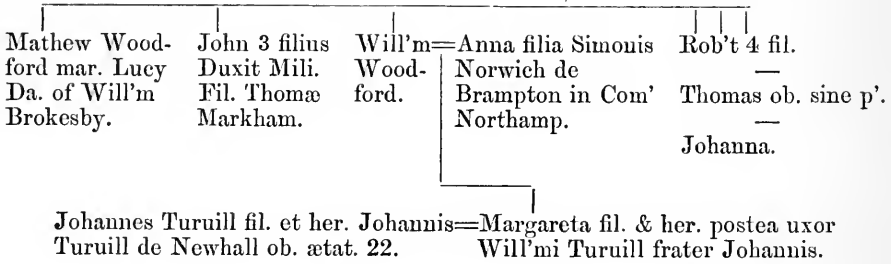 Mathew Wood-
ford mar. Lucy
Da. of Will'm
Brokesby.
John 3 filius
Duxit Mili.
Fil. Thomæ
Markham.
Will'm=Anna filia Simonis
Wood-
ford.
Norwich de
Brampton in Com'
Northamp.
Rob't 4 fil.
—
Thomas ob. sine p'.
—
Johanna.
Johannes Turuill fil. et her. Johannis=Margareta fil. & her. postea uxor
Turuill de Newhall ob. ætat. 22.
Will'mi Turuill frater Johannis.